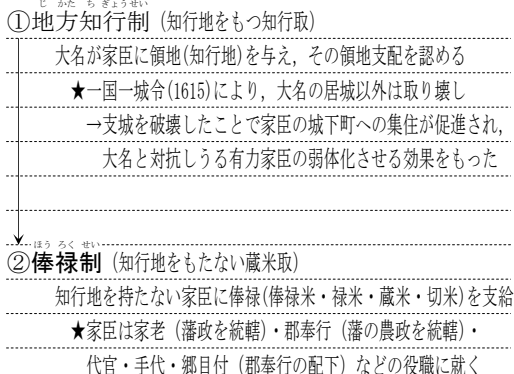 じかたちぎょうせい
①地方知行制（知行地をもつ知行取）
大名が家臣に領地(知行地)を与え，その領地支配を認める
★一国一城令(1615)により，大名の居城以外は取り壊し
→支城を破壊したことで家臣の城下町への集住が促進され，
大名と対抗しうる有力家臣の弱体化させる効果をもった
ほうろくせい
②俸禄制（知行地をもたない蔵米取）
知行地を持たない家臣に俸禄(俸禄米・禄米・蔵米・切米)を支給
★家臣は家老（藩政を統轄）・郡奉行（藩の農政を統轄）・
代官・手代・郷目付（郡奉行の配下）などの役職に就く